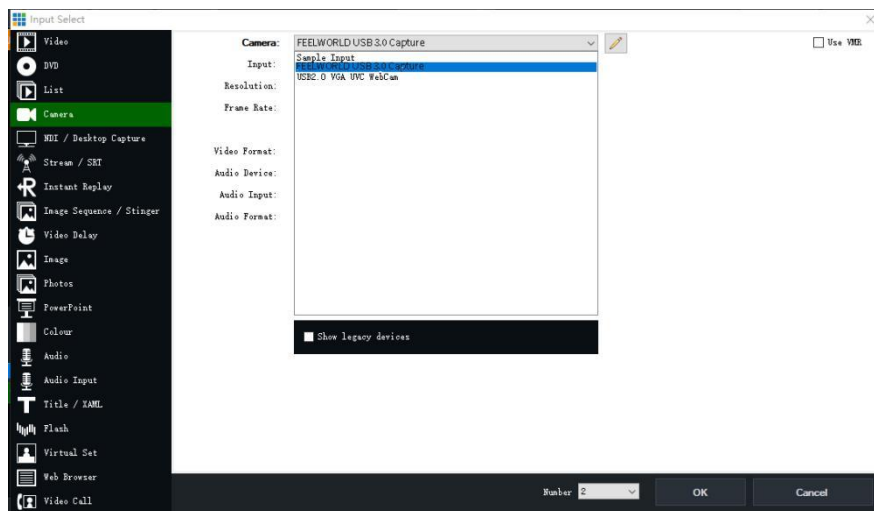 Input Select
Video
DVD
List
Camera
NDI / Desktop Capture
Stream / SRT
Instant Replay
Image Sequence / Stinger
Video Delay
Image
Photos
PowerPoint
Colour
Audio
Audio Input
Title / XAML
Flash
Virtual Set
Web Browser
Video Call
Camera: FEELWORLD USB 3.0 Capture
Use VMR
Input:
Resolution:
Frame Rate:
Video Format:
Audio Device:
Audio Input:
Audio Format:
Sample Input
FEELWORLD USB 3.0 Capture
USB2.0 VGA UVC WebCam
Show legacy devices
Number 2
OK
Cancel